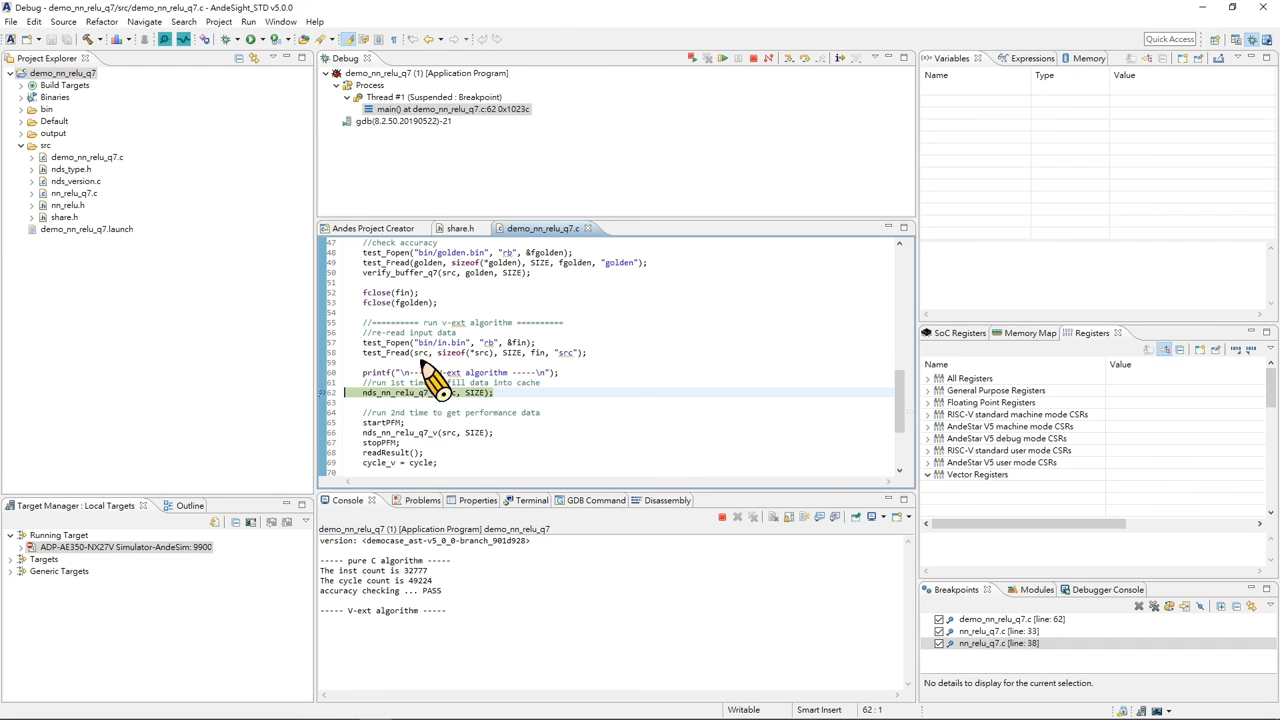 Debug - demo_nn_relu_q7/src/demo_nn_relu_q7.c - AndeSight_STD v5.0.0
File Edit Source Refactor Navigate Search Project Run Window Help
Quick Access
Project Explorer
demo_nn_relu_q7
Build Targets
Binaries
bin
Default
output
src
demo_nn_relu_q7.c
nds_type.h
nds_version.c
nn_relu_q7.c
nn_relu.h
share.h
demo_nn_relu_q7.launch
Debug
demo_nn_relu_q7 (1) [Application Program]
Process
Thread #1 (Suspended : Breakpoint)
main() at demo_nn_relu_q7.c:62 0x1023c
gdb(8.2.50.20190522)-21
Variables Expressions Memory
Name Type Value
Andes Project Creator share.h demo_nn_relu_q7.c
47 //check accuracy
48 test_Fopen("bin/golden.bin", "rb", &fgolden);
49 test_Fread(golden, sizeof(*golden), SIZE, fgolden, "golden");
50 verify_buffer_q7(src, golden, SIZE);
51
52 fclose(fin);
53 fclose(fgolden);
54
55 //========== run v-ext algorithm ==========
56 //re-read input data
57 test_Fopen("bin/in.bin", "rb", &fin);
58 test_Fread(src, sizeof(*src), SIZE, fin, "src");
59
60 printf("\n-- -ext algorithm -----\n");
61 //run 1st tim fill data into cache
62 nds_nn_relu_q7_ c, SIZE);
63
64 //run 2nd time to get performance data
65 startPFM;
66 nds_nn_relu_q7_v(src, SIZE);
67 stopPFM;
68 readResult();
69 cycle_v = cycle;
70
SoC Registers Memory Map Registers
Name Value
All Registers
General Purpose Registers
Floating Point Registers
RISC-V standard machine mode CSRs
AndeStar V5 machine mode CSRs
AndeStar V5 debug mode CSRs
RISC-V standard user mode CSRs
AndeStar V5 user mode CSRs
Vector Registers
Target Manager : Local Targets Outline
Running Target
ADP-AE350-NX27V Simulator-AndeSim: 9900
Targets
Generic Targets
Console Problems Properties Terminal GDB Command Disassembly
demo_nn_relu_q7 (1) [Application Program] demo_nn_relu_q7
version: <democase_ast-v5_0_0-branch_901d928>
----- pure C algorithm -----
The inst count is 32777
The cycle count is 49224
accuracy checking ... PASS
----- V-ext algorithm -----
Breakpoints Modules Debugger Console
demo_nn_relu_q7.c [line: 62]
nn_relu_q7.c [line: 33]
nn_relu_q7.c [line: 38]
No details to display for the current selection.
Writable Smart Insert 62 : 1